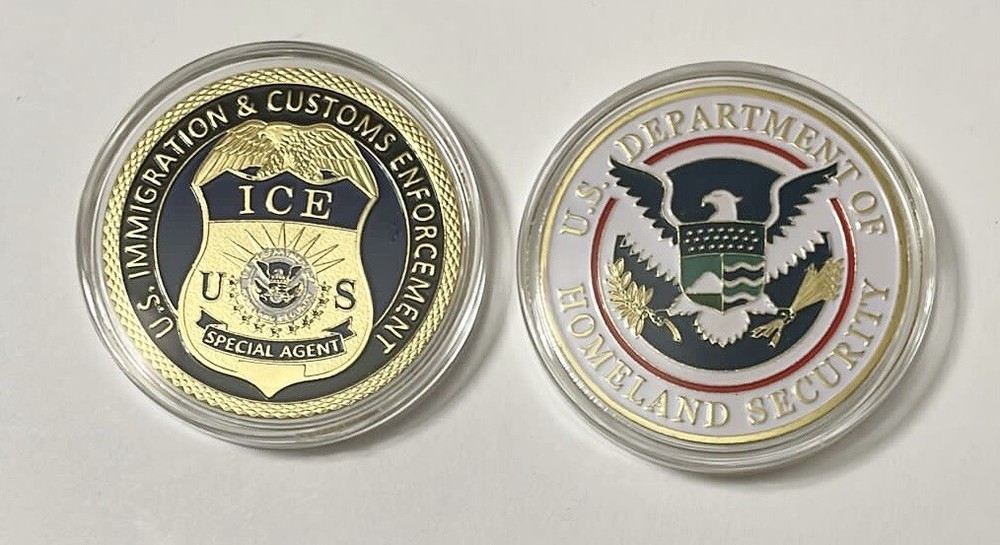 U.S. IMMIGRATION & CUSTOMS ENFORCEMENT
ICE
U S
SPECIAL AGENT
U.S. DEPARTMENT OF
HOMELAND SECURITY